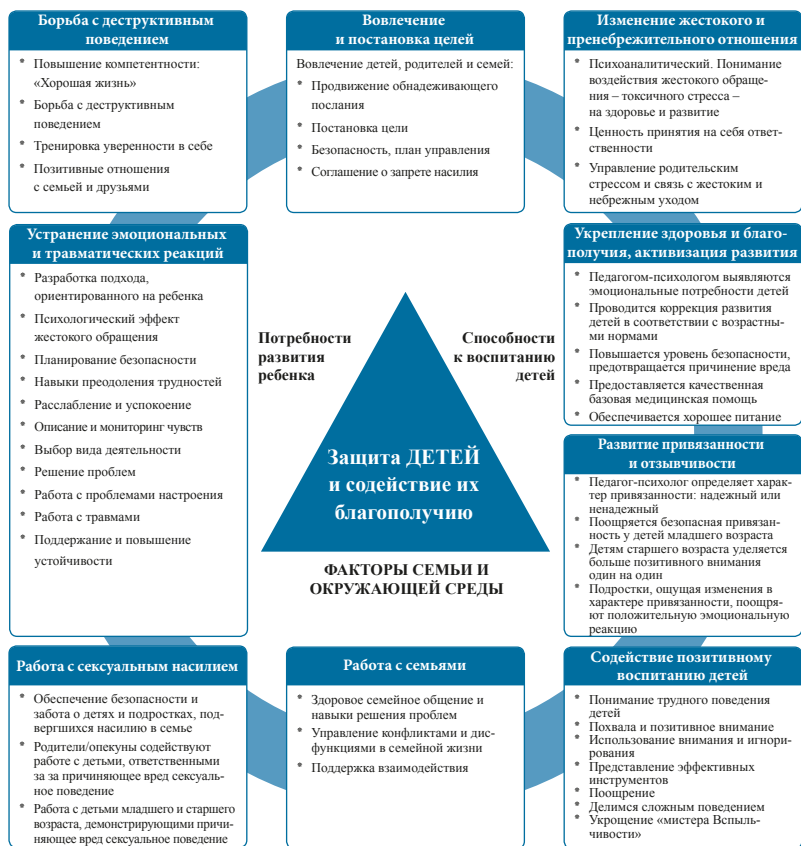 Борьба с деструктивным
поведением
* Повышение компетентности:
«Хорошая жизнь»
* Борьба с деструктивным
поведением
* Тренировка уверенности в себе
* Позитивные отношения
с семьей и друзьями
Вовлечение
и постановка целей
Вовлечение детей, родителей и семей:
* Продвижение обнадеживающего
послания
* Постановка цели
* Безопасность, план управления
* Соглашение о запрете насилия
Изменение жестокого и
пренебрежительного отношения
* Психоаналитический. Понимание
воздействия жестокого обраще-
ния – токсичного стресса –
на здоровье и развитие
* Ценность принятия на себя ответ-
ственности
* Управление родительским
стрессом и связь с жестоким и
небрежным уходом
Устранение эмоциональных
и травматических реакций
* Разработка подхода,
ориентированного на ребенка
* Психологический эффект
жестокого обращения
* Планирование безопасности
* Навыки преодоления трудностей
* Расслабление и успокоение
* Описание и мониторинг чувств
* Выбор вида деятельности
* Решение проблем
* Работа с проблемами настроения
* Работа с травмами
* Поддержание и повышение
устойчивости
Потребности
развития
ребенка
Способности
к воспитанию
детей
Защита ДЕТЕЙ
и содействие их
благополучию
ФАКТОРЫ СЕМЬИ И
ОКРУЖАЮЩЕЙ СРЕДЫ
Укрепление здоровья и благо-
получия, активизация развития
* Педагогом-психологом выявляются
эмоциональные потребности детей
* Проводится коррекция развития
детей в соответствии с возрастны-
ми нормами
* Повышается уровень безопасности,
предотвращается причинение вреда
* Предоставляется качественная
базовая медицинская помощь
* Обеспечивается хорошее питание
Развитие привязанности
и отзывчивости
* Педагог-психолог определяет харак-
тер привязанности: надежный или
ненадежный
* Поощряется безопасная привязан-
ность у детей младшего возраста
* Детям старшего возраста уделяется
больше позитивного внимания
один на один
* Подростки, ощущая изменения в
характере привязанности, поощря-
ют положительную эмоциональную
реакцию
Работа с сексуальным насилием
* Обеспечение безопасности и
забота о детях и подростках, под-
вергшихся насилию в семье
* Родители/опекуны содействуют
работе с детьми, ответственными
за за причиняющее вред сексуаль-
ное поведение
* Работа с детьми младшего и старшего
возраста, демонстрирующими причи-
няющее вред сексуальное поведение
Работа с семьями
* Здоровое семейное общение и
навыки решения проблем
* Управление конфликтами и дис-
функциями в семейной жизни
* Поддержка взаимодействия
Содействие позитивному
воспитанию детей
* Понимание трудного поведения
детей
* Похвала и позитивное внимание
* Использование внимания и игнори-
рования
* Представление эффективных
инструментов
* Поощрение
* Делимся сложным поведением
* Укрощение «мистера Вспыль-
чивости»